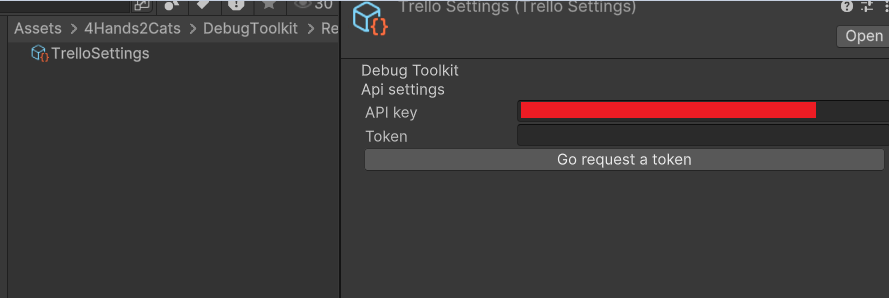 30
Trello Settings (Trello Settings)
Assets > 4Hands2Cats > DebugToolkit > Re
Open
TrelloSettings
Debug Toolkit
Api settings
API key
Token
Go request a token